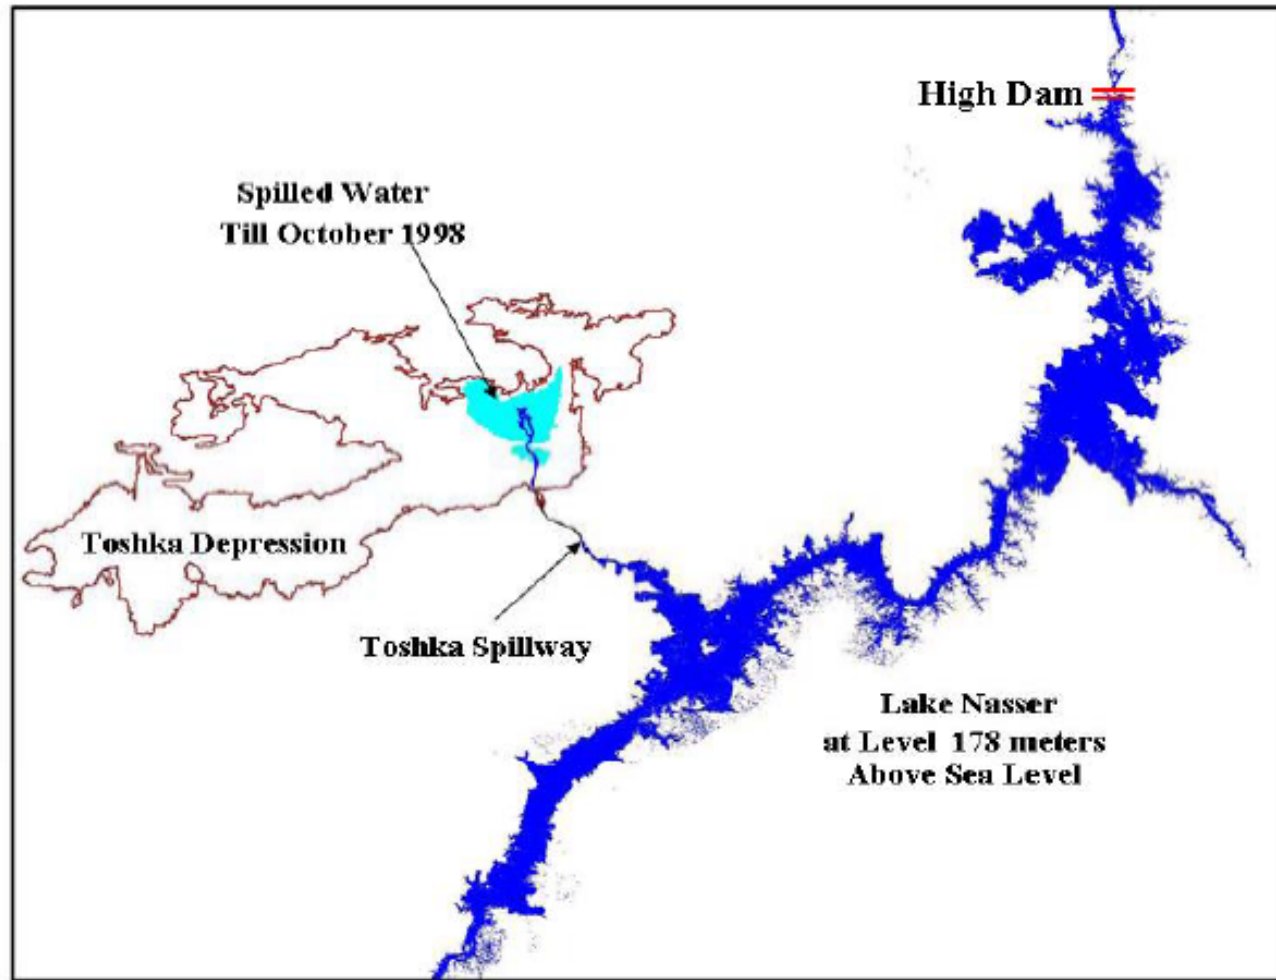 High Dam
Spilled Water
Till October 1998
Toshka Depression
Toshka Spillway
Lake Nasser
at Level 178 meters
Above Sea Level